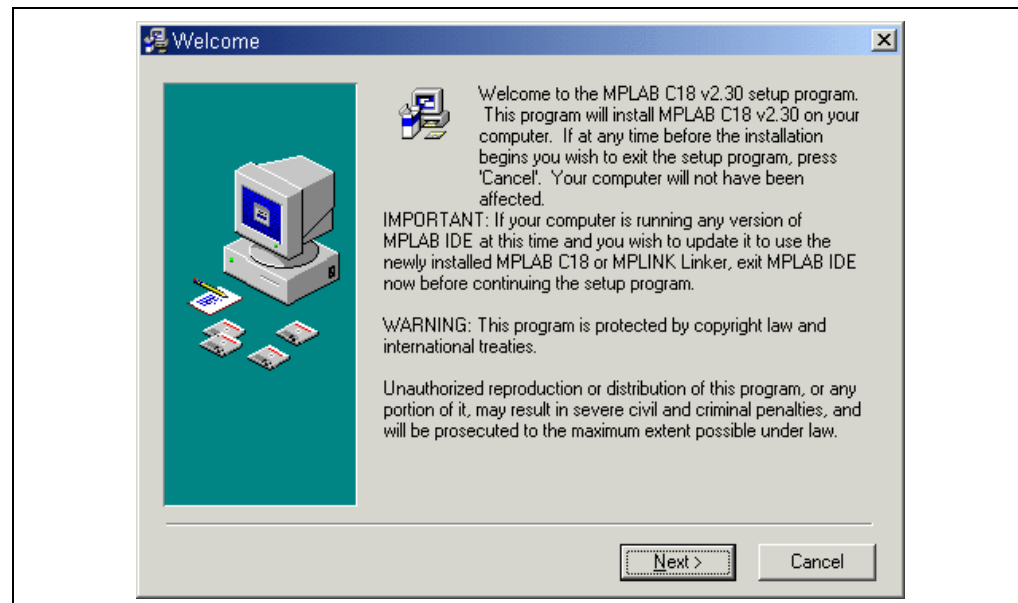 Welcome
Welcome to the MPLAB C18 v2.30 setup program.
This program will install MPLAB C18 v2.30 on your
computer. If at any time before the installation
begins you wish to exit the setup program, press
'Cancel'. Your computer will not have been
affected.
IMPORTANT: If your computer is running any version of
MPLAB IDE at this time and you wish to update it to use the
newly installed MPLAB C18 or MPLINK Linker, exit MPLAB IDE
now before continuing the setup program.
WARNING: This program is protected by copyright law and
international treaties.
Unauthorized reproduction or distribution of this program, or any
portion of it, may result in severe civil and criminal penalties, and
will be prosecuted to the maximum extent possible under law.
Next >
Cancel